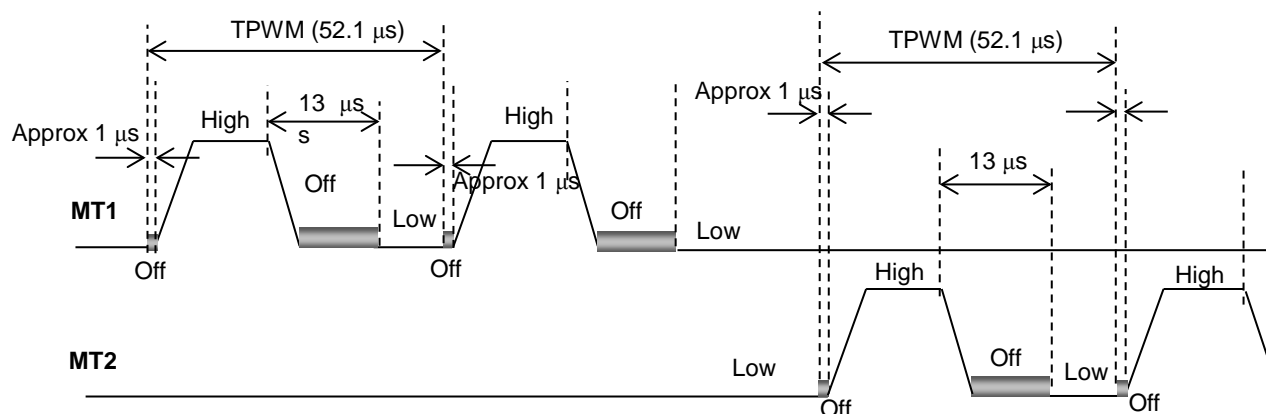 TPWM (52.1 μs)
TPWM (52.1 μs)
Approx 1 μs
13 μs
s
High
High
Approx 1 μs
Approx 1 μs
13 μs
Off
Off
MT1
Low
Low
Off
Off
High
High
MT2
Low
Off
Low
Off
Off